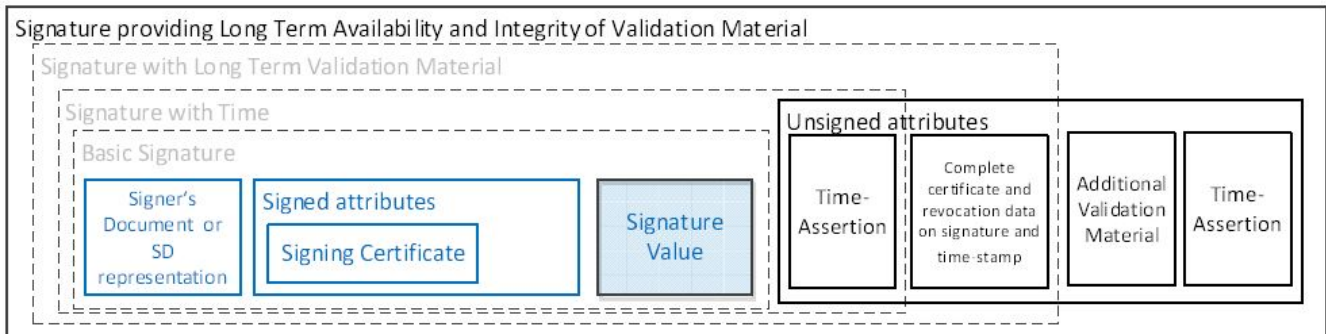 Signature providing Long Term Availability and Integrity of Validation Material
Signature with Long Term Validation Material
Signature with Time
Basic Signature
Signer's
Document or
SD
representation
Signed attributes
Signing Certificate
Signature
Value
Unsigned attributes
Time-
Assertion
Complete
certificate and
revocation data
on signature and
time-stamp
Additional
Validation
Material
Time-
Assertion